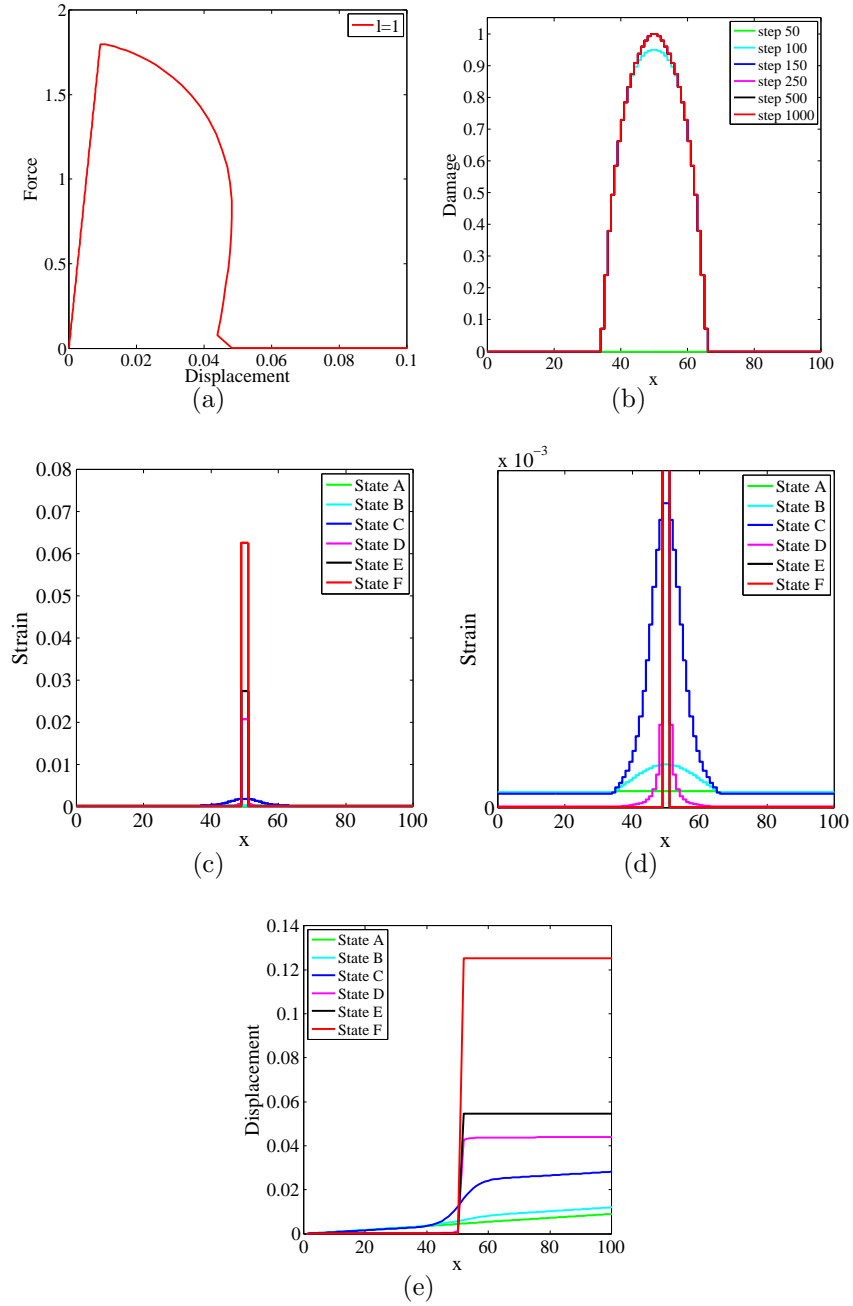 2
1.5
1
0.5
0
Force
l=1
0 0.02 0.04 0.06 0.08 0.1
Displacement
(a)
1
0.9
0.8
0.7
0.6
0.5
0.4
0.3
0.2
0.1
0
Damage
step 50
step 100
step 150
step 250
step 500
step 1000
0 20 40 60 80 100
x
(b)
0.08
0.07
0.06
0.05
0.04
0.03
0.02
0.01
0
Strain
State A
State B
State C
State D
State E
State F
0 20 40 60 80 100
x
(c)
x 10⁻³
0
Strain
State A
State B
State C
State D
State E
State F
0 20 40 60 80 100
x
(d)
0.14
0.12
0.1
0.08
0.06
0.04
0.02
0
Displacement
State A
State B
State C
State D
State E
State F
0 20 40 60 80 100
x
(e)